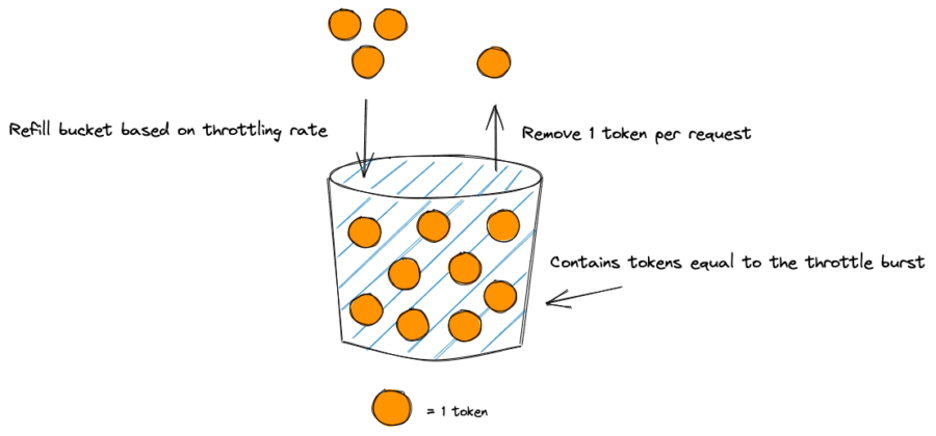 Refill bucket based on throttling rate
Remove 1 token per request
Contains tokens equal to the throttle burst
= 1 token